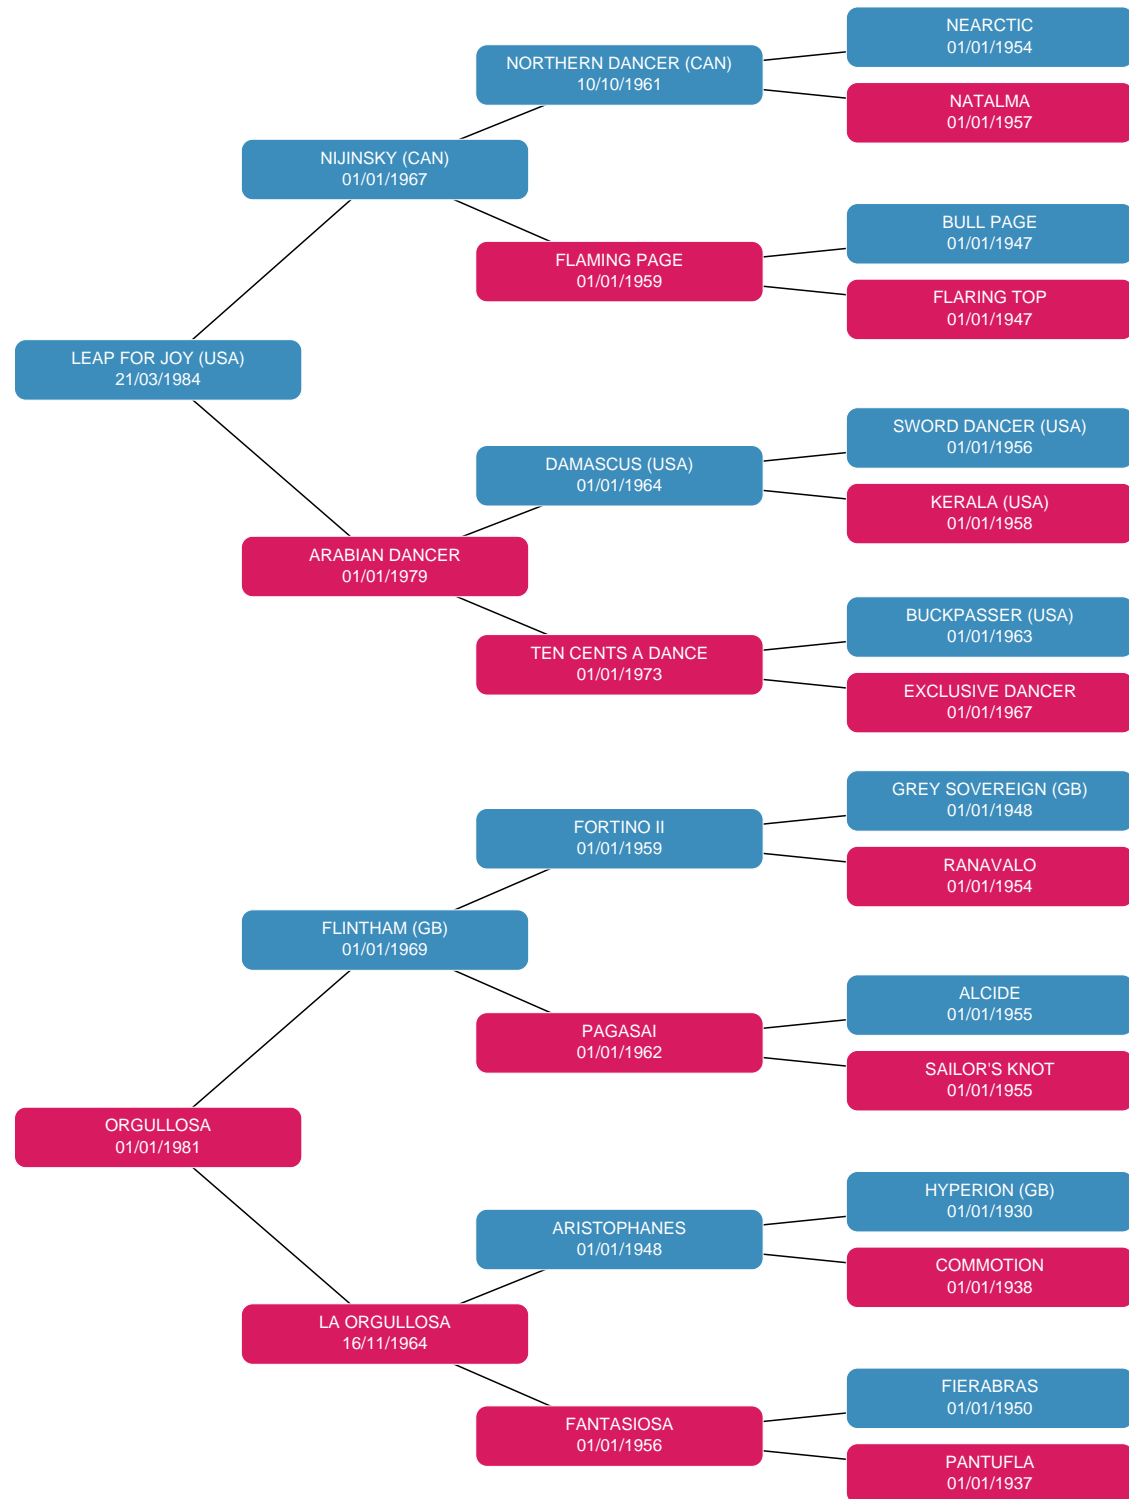 NEARCTIC
01/01/1954
NORTHERN DANCER (CAN)
10/10/1961
NATALMA
01/01/1957
NIJINSKY (CAN)
01/01/1967
BULL PAGE
01/01/1947
FLAMING PAGE
01/01/1959
FLARING TOP
01/01/1947
LEAP FOR JOY (USA)
21/03/1984
SWORD DANCER (USA)
01/01/1956
DAMASCUS (USA)
01/01/1964
KERALA (USA)
01/01/1958
ARABIAN DANCER
01/01/1979
BUCKPASSER (USA)
01/01/1963
TEN CENTS A DANCE
01/01/1973
EXCLUSIVE DANCER
01/01/1967
GREY SOVEREIGN (GB)
01/01/1948
FORTINO II
01/01/1959
RANAVALO
01/01/1954
FLINTHAM (GB)
01/01/1969
ALCIDE
01/01/1955
PAGASAI
01/01/1962
SAILOR'S KNOT
01/01/1955
ORGULLOSA
01/01/1981
HYPERION (GB)
01/01/1930
ARISTOPHANES
01/01/1948
COMMOTION
01/01/1938
LA ORGULLOSA
16/11/1964
FIERABRAS
01/01/1950
FANTASIOSA
01/01/1956
PANTUFLA
01/01/1937